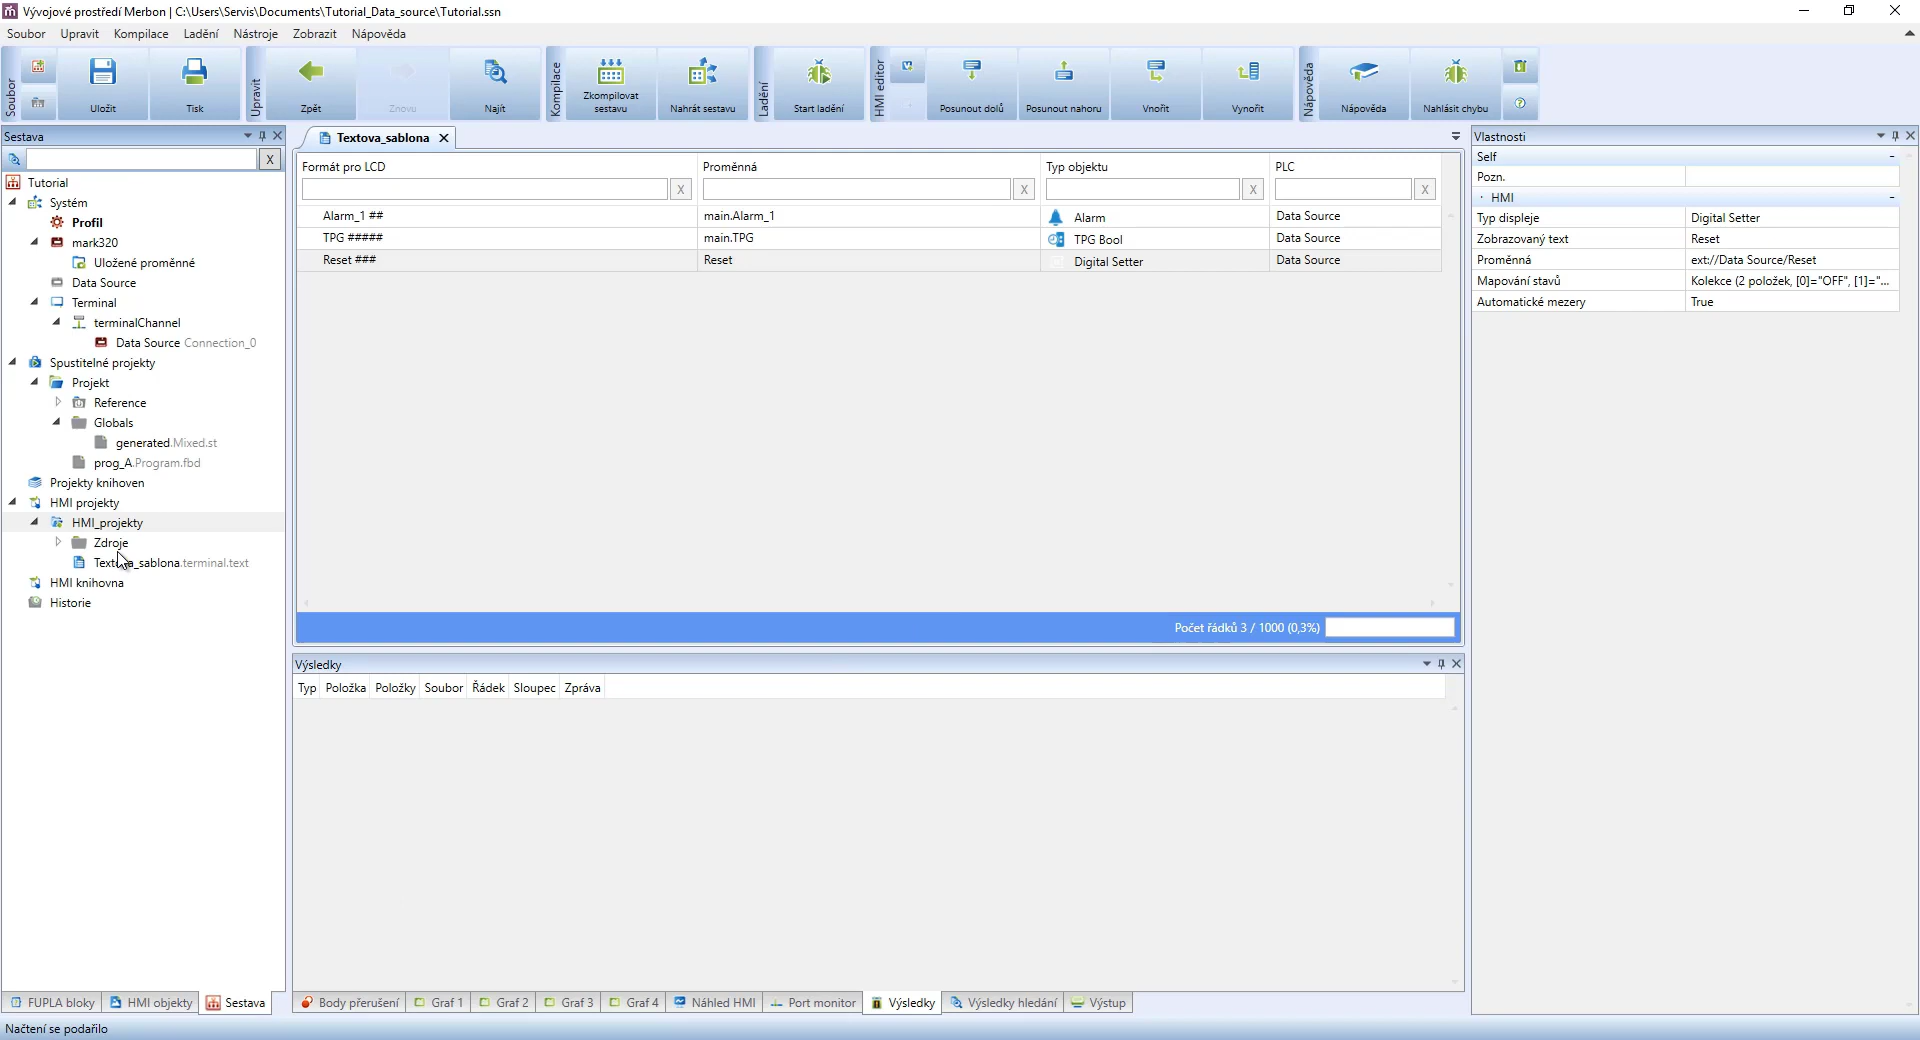 Vývojové prostředí Merbon | C:\Users\Servis\Documents\Tutorial_Data_source\Tutorial.ssn
Soubor Upravit Kompilace Ladění Nástroje Zobrazit Nápověda
Soubor
Uložit
Tisk
Upravit
Zpět
Znovu
Najít
Kompilace
Zkompilovat sestavu
Nahrát sestavu
Ladění
Start ladění
HMI editor
Posunout dolů
Posunout nahoru
Vnořit
Vynořit
Nápověda
Nápověda
Nahlásit chybu
Sestava
X
Tutorial
Systém
Profil
mark320
Uložené proměnné
Data Source
Terminal
terminalChannel
Data Source Connection_0
Spustitelné projekty
Projekt
Reference
Globals
generated.Mixed.st
prog_A.Program.fbd
Projekty knihoven
HMI projekty
HMI_projekty
Zdroje
Textova_sablona.terminal.text
HMI knihovna
Historie
FUPLA bloky HMI objekty Sestava
Textova_sablona
Formát pro LCD Proměnná Typ objektu PLC
X X X X
Alarm_1 ## main.Alarm_1 Alarm Data Source
TPG ##### main.TPG TPG Bool Data Source
Reset ### Reset Digital Setter Data Source
Počet řádků 3 / 1000 (0,3%)
Výsledky
Typ Položka Položky Soubor Řádek Sloupec Zpráva
Body přerušení Graf 1 Graf 2 Graf 3 Graf 4 Náhled HMI Port monitor Výsledky Výsledky hledání Výstup
Vlastnosti
Self
Pozn.
HMI
Typ displeje Digital Setter
Zobrazovaný text Reset
Proměnná ext://Data Source/Reset
Mapování stavů Kolekce (2 položek, [0]="OFF", [1]="...
Automatické mezery True
Načtení se podařilo